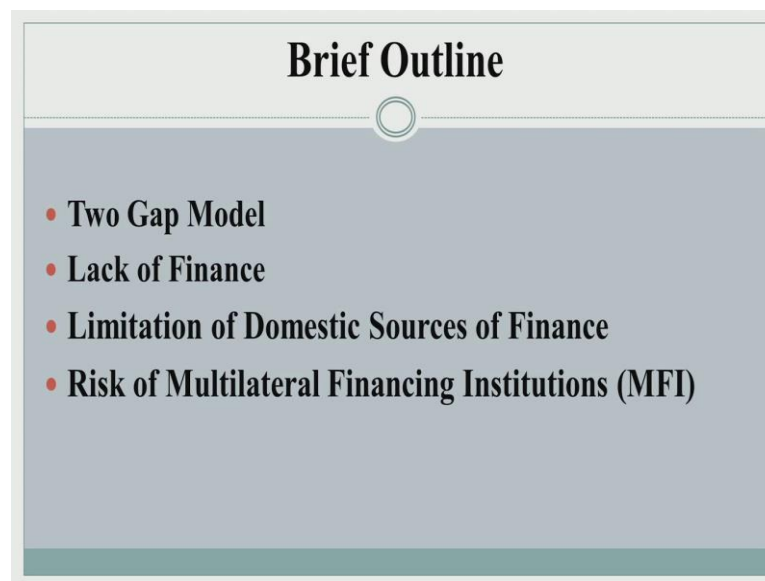 Brief Outline
Two Gap Model
Lack of Finance
Limitation of Domestic Sources of Finance
Risk of Multilateral Financing Institutions (MFI)